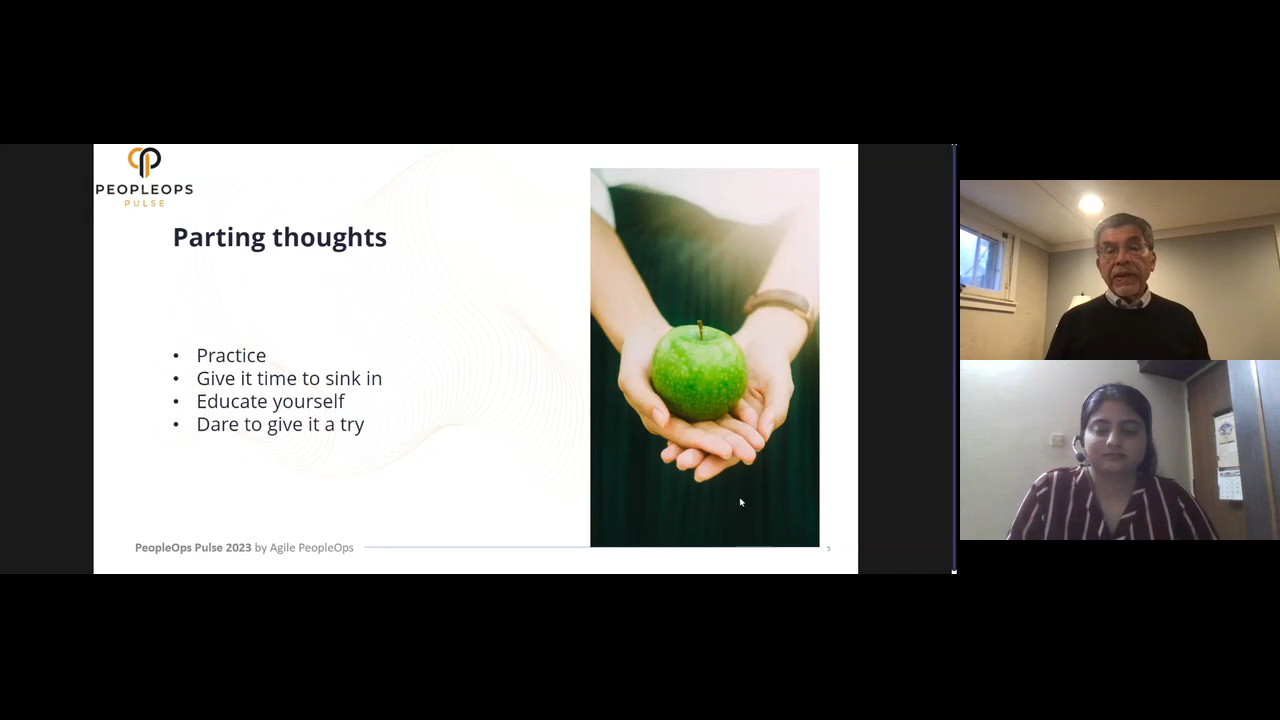 PEOPLEOPS
PULSE
Parting thoughts
• Practice
• Give it time to sink in
• Educate yourself
• Dare to give it a try
PeopleOps Pulse 2023 by Agile PeopleOps
5